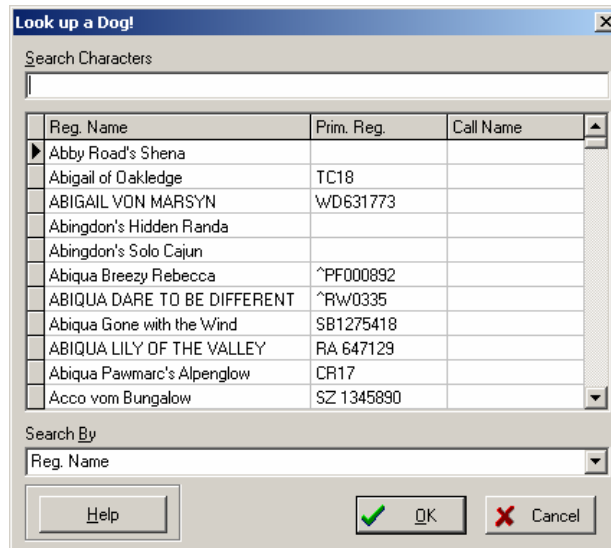 Look up a Dog!
Search Characters
Reg. Name Prim. Reg. Call Name
Abby Road's Shena
Abigail of Oakledge TC18
ABIGAIL VON MARSYN WD631773
Abingdon's Hidden Randa
Abingdon's Solo Cajun
Abiqua Breezy Rebecca ^PF000892
ABIQUA DARE TO BE DIFFERENT ^RW0335
Abiqua Gone with the Wind SB1275418
ABIQUA LILY OF THE VALLEY RA 647129
Abiqua Pawmarc's Alpenglow CR17
Acco vom Bungalow SZ 1345890
Search By
Reg. Name
Help OK Cancel